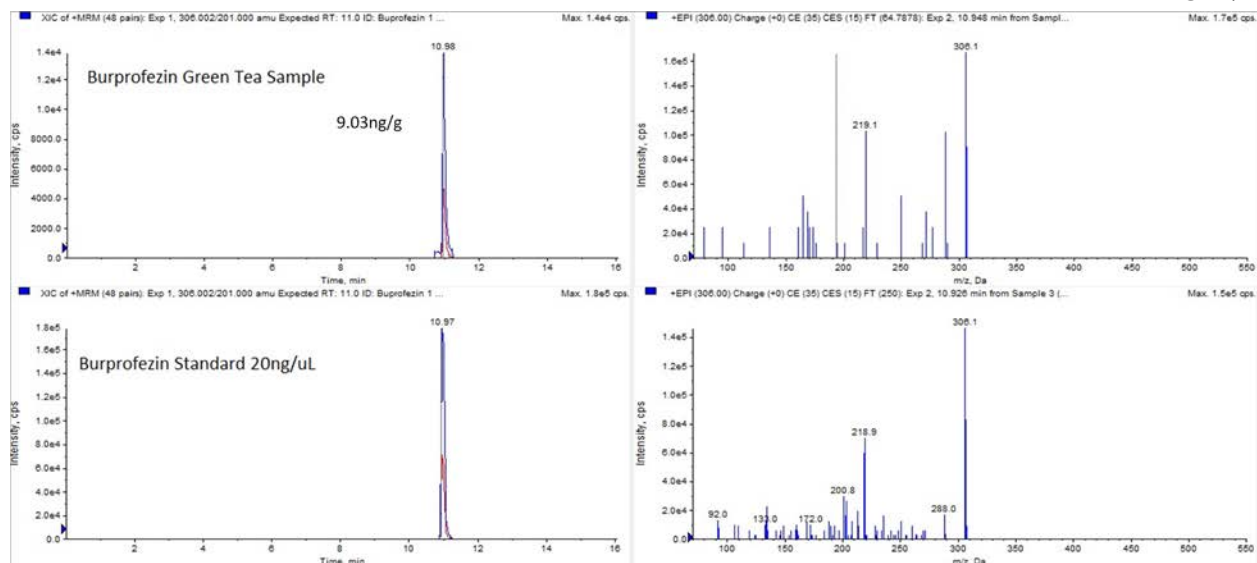 XIC of +MRM (48 pairs): Exp 1, 306.002/201.000 amu Expected RT: 11.0 ID: Buprofezin 1 ...
Max. 1.4e4 cps.
10.98
1.4e4
Burprofezin Green Tea Sample
1.2e4
1.0e4
9.03ng/g
8000.0
6000.0
4000.0
2000.0
0.0
Intensity, cps
2 4 6 8 10 12 14 16
Time, min
+EPI (306.00) Charge (+0) CE (35) CES (15) FT (64.7878): Exp 2, 10.948 min from Sampl...
Max. 1.7e5 cps.
306.1
1.6e5
1.4e5
1.2e5
219.1
1.0e5
8.0e4
6.0e4
4.0e4
2.0e4
0.0
Intensity, cps
100 150 200 250 300 350 400 450 500 550
m/z, Da
XIC of +MRM (48 pairs): Exp 1, 306.002/201.000 amu Expected RT: 11.0 ID: Buprofezin 1 ...
Max. 1.8e5 cps.
10.97
1.8e5
1.6e5
Burprofezin Standard 20ng/uL
1.4e5
1.2e5
1.0e5
8.0e4
6.0e4
4.0e4
2.0e4
0.0
Intensity, cps
2 4 6 8 10 12 14 16
Time, min
+EPI (306.00) Charge (+0) CE (35) CES (15) FT (250): Exp 2, 10.926 min from Sample 3 (...
Max. 1.5e5 cps.
306.1
1.4e5
1.2e5
1.0e5
8.0e4
218.9
6.0e4
4.0e4
200.8
2.0e4
92.0 133.0 172.0 288.0
0.0
Intensity, cps
100 150 200 250 300 350 400 450 500 550
m/z, Da